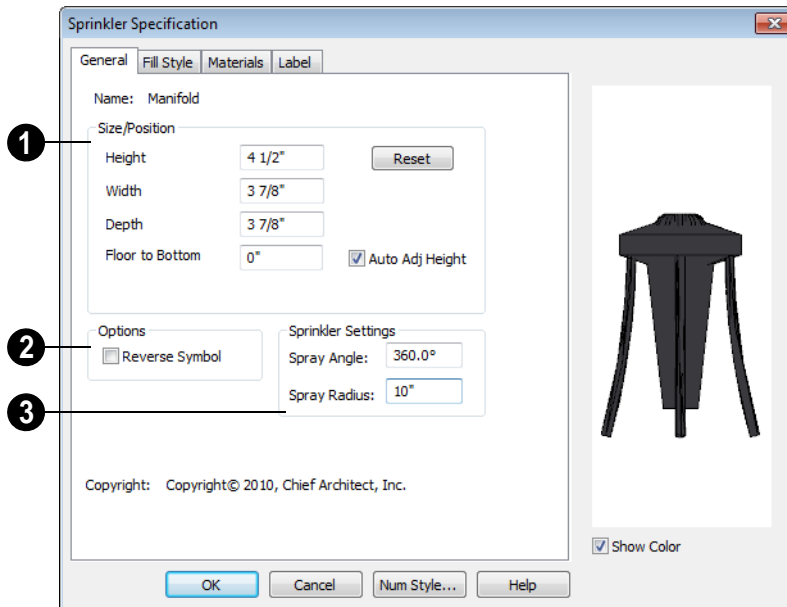 Sprinkler Specification
General Fill Style Materials Label
Name: Manifold
1
Size/Position
Height 4 1/2" Reset
Width 3 7/8"
Depth 3 7/8"
Floor to Bottom 0" Auto Adj Height
2
Options
Reverse Symbol
Sprinkler Settings
Spray Angle: 360.0°
Spray Radius: 10"
3
Copyright: Copyright© 2010, Chief Architect, Inc.
Show Color
OK Cancel Num Style... Help